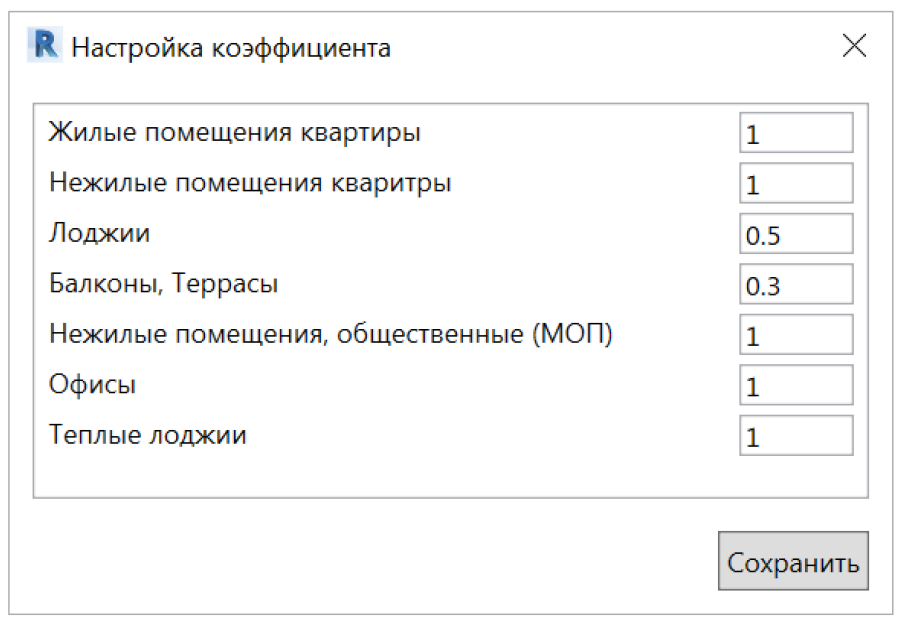 R Настройка коэффициента
Жилые помещения квартиры 1
Нежилые помещения кваритры 1
Лоджии 0.5
Балконы, Террасы 0.3
Нежилые помещения, общественные (МОП) 1
Офисы 1
Теплые лоджии 1
Сохранить